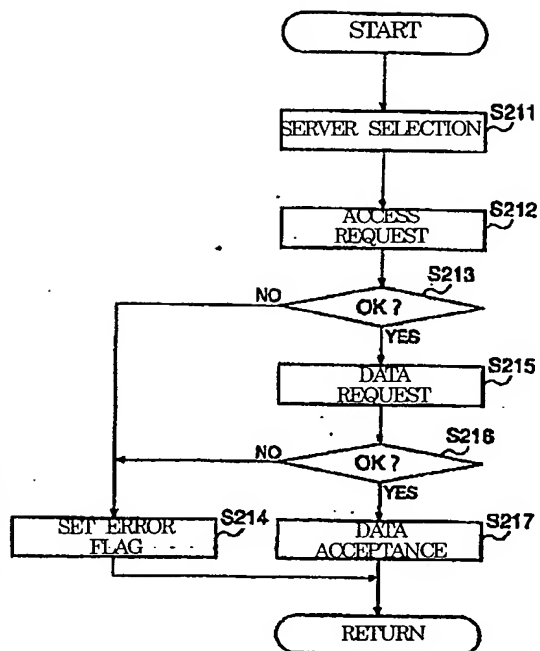 START
S211
SERVER SELECTION
S212
ACCESS
REQUEST
S213
NO
OK ?
YES
S215
DATA
REQUEST
S216
NO
OK ?
YES
S214
SET ERROR
FLAG
S217
DATA
ACCEPTANCE
RETURN